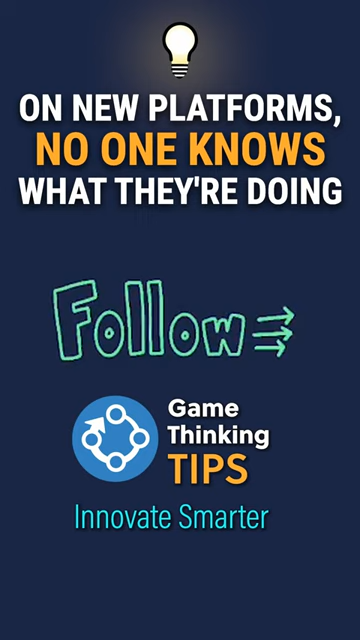 ON NEW PLATFORMS,
NO ONE KNOWS
WHAT THEY'RE DOING
Follow
Game
Thinking
TIPS
Innovate Smarter